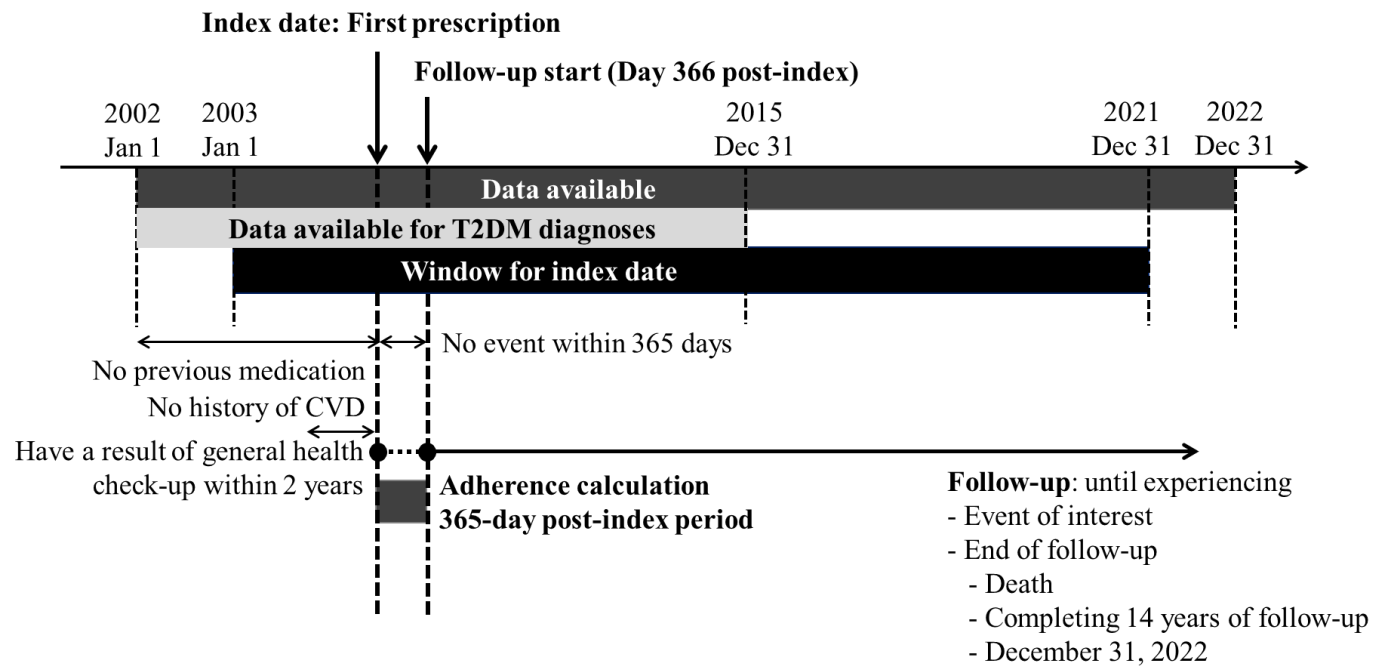 Index date: First prescription
Follow-up start (Day 366 post-index)
2002
Jan 1
2003
Jan 1
2015
Dec 31
2021
Dec 31
2022
Dec 31
Data available
Data available for T2DM diagnoses
Window for index date
No event within 365 days
No previous medication
No history of CVD
Have a result of general health
check-up within 2 years
Adherence calculation
365-day post-index period
Follow-up: until experiencing
- Event of interest
- End of follow-up
- Death
- Completing 14 years of follow-up
- December 31, 2022